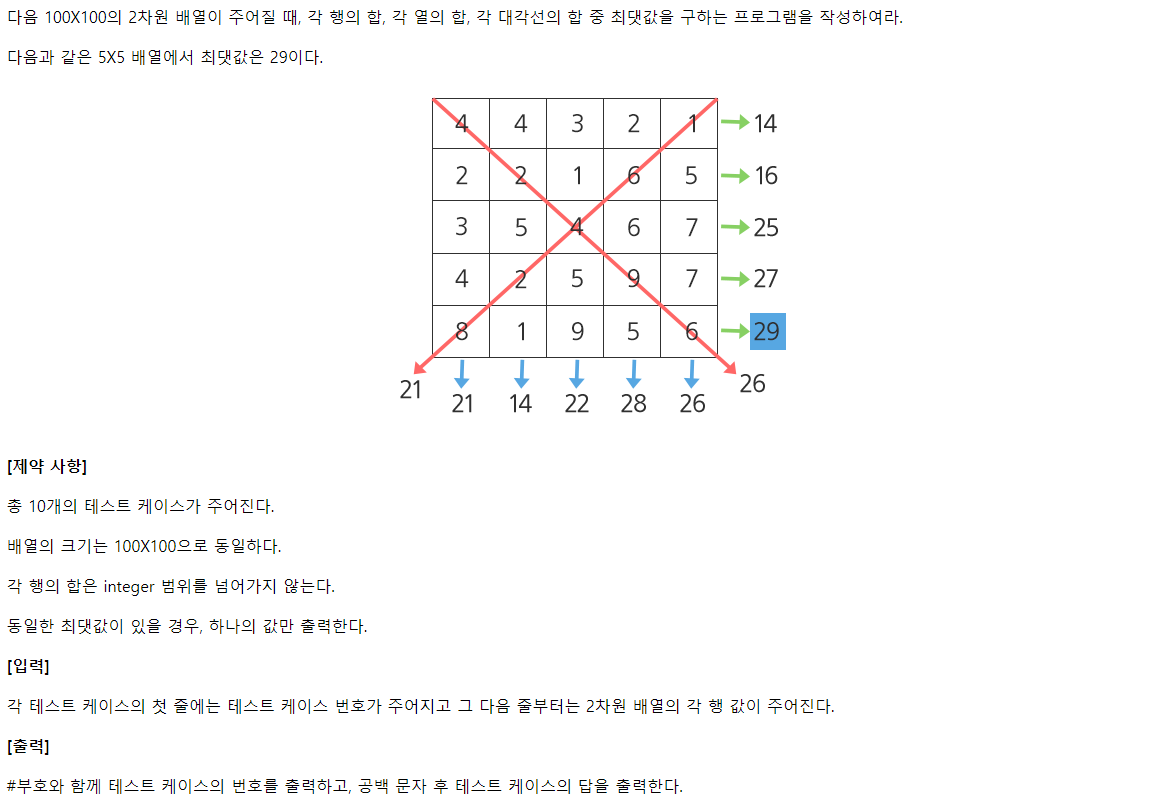 다음 100X100의 2차원 배열이 주어질 때, 각 행의 합, 각 열의 합, 각 대각선의 합 중 최댓값을 구하는 프로그램을 작성하여라.
다음과 같은 5X5 배열에서 최댓값은 29이다.
4 4 3 2 1 14
2 2 1 6 5 16
3 5 4 6 7 25
4 2 5 9 7 27
8 1 9 5 6 29
21 21 14 22 28 26 26
[제약 사항]
총 10개의 테스트 케이스가 주어진다.
배열의 크기는 100X100으로 동일하다.
각 행의 합은 integer 범위를 넘어가지 않는다.
동일한 최댓값이 있을 경우, 하나의 값만 출력한다.
[입력]
각 테스트 케이스의 첫 줄에는 테스트 케이스 번호가 주어지고 그 다음 줄부터는 2차원 배열의 각 행 값이 주어진다.
[출력]
#부호와 함께 테스트 케이스의 번호를 출력하고, 공백 문자 후 테스트 케이스의 답을 출력한다.